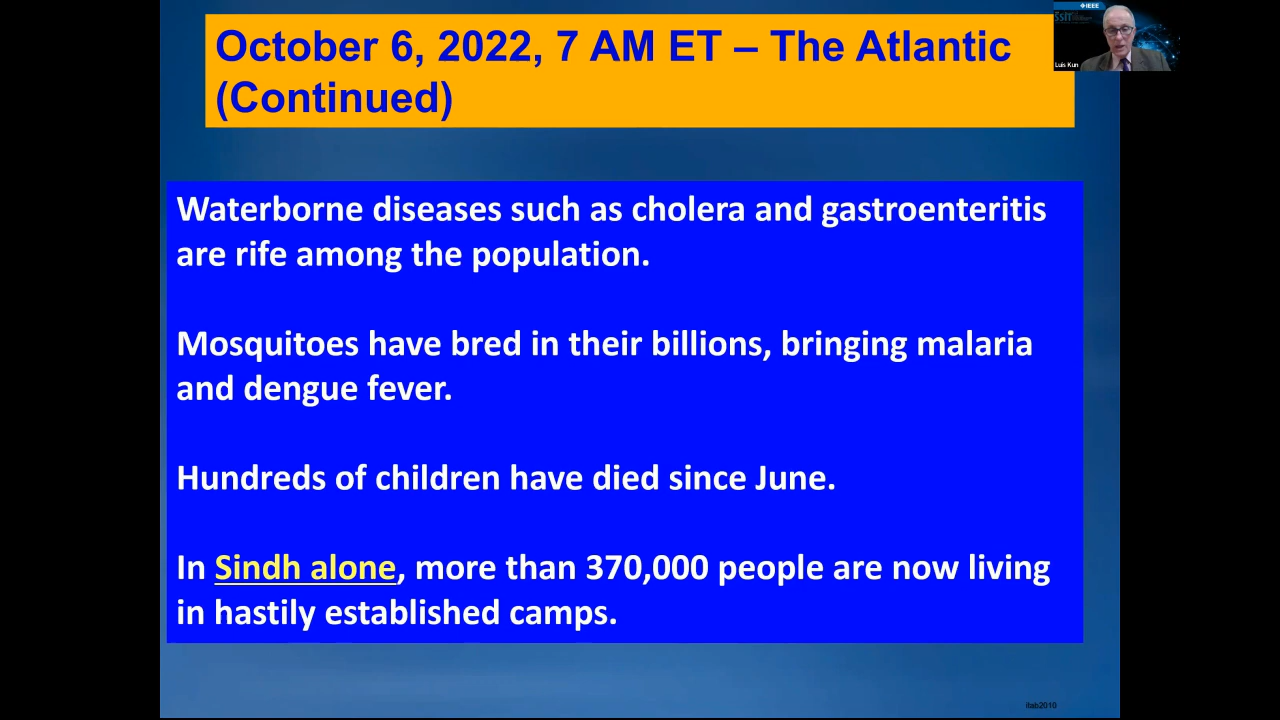 October 6, 2022, 7 AM ET – The Atlantic
(Continued)
IEEE
SSIT
Luis Kun
Waterborne diseases such as cholera and gastroenteritis
are rife among the population.
Mosquitoes have bred in their billions, bringing malaria
and dengue fever.
Hundreds of children have died since June.
In Sindh alone, more than 370,000 people are now living
in hastily established camps.
itab2010